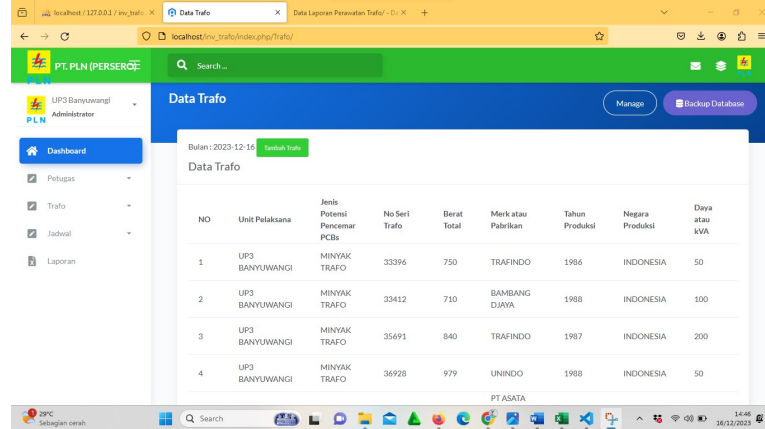 localhost / 127.0.0.1 / inv_trafo
Data Trafo
Data Laporan Perawatan Trafo/ - Da
localhost/inv_trafo/index.php/Trafo/
PT. PLN (PERSERO)
Search ...
PLN
UP3 Banyuwangi
Administrator
PLN
Data Trafo
Manage
Backup Database
Dashboard
Petugas
Trafo
Jadwal
Laporan
Bulan : 2023-12-16 Tambah Trafo
Data Trafo
NO Unit Pelaksana Jenis Potensi Pencemar PCBs No Seri Trafo Berat Total Merk atau Pabrikan Tahun Produksi Negara Produksi Daya atau kVA
1 UP3 BANYUWANGI MINYAK TRAFO 33396 750 TRAFINDO 1986 INDONESIA 50
2 UP3 BANYUWANGI MINYAK TRAFO 33412 710 BAMBANG DJAYA 1988 INDONESIA 100
3 UP3 BANYUWANGI MINYAK TRAFO 35691 840 TRAFINDO 1987 INDONESIA 200
4 UP3 BANYUWANGI MINYAK TRAFO 36928 979 UNINDO 1988 INDONESIA 50
PT ASATA
29°C
Sebagian cerah
Search
14:46
16/12/2023